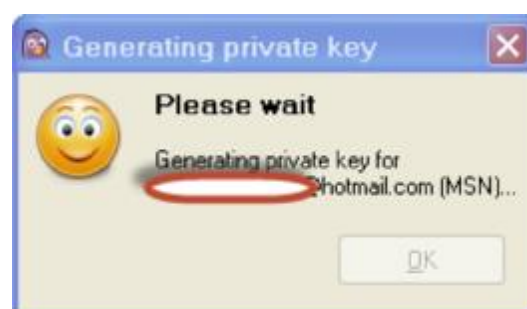 Generating private key
Please wait
Generating private key for
@hotmail.com (MSN)...
OK